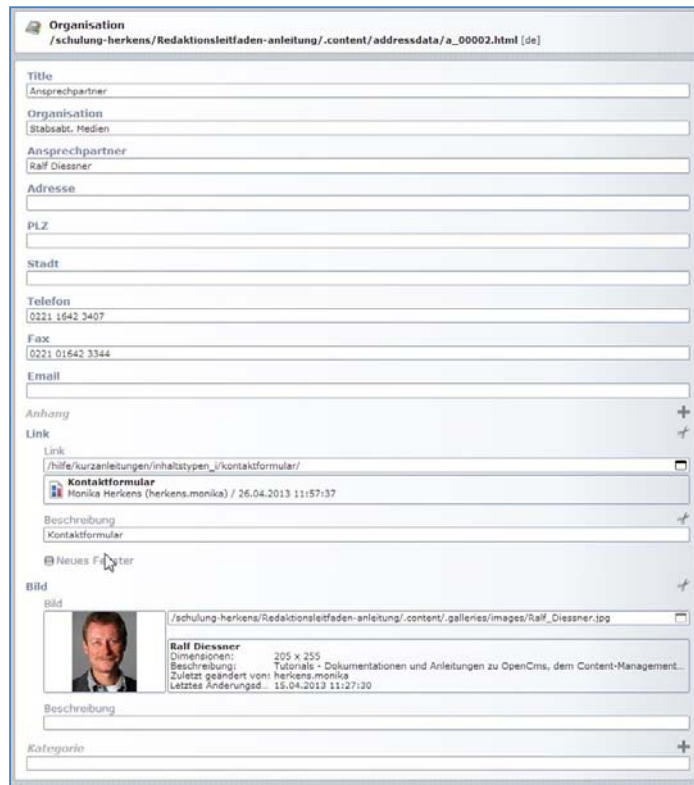 Organisation
/schulung-herkens/Redaktionsleitfaden-anleitung/.content/addressdata/a_00002.html [de]
Title
Ansprechpartner
Organisation
Stabsabt. Medien
Ansprechpartner
Ralf Diessner
Adresse
PLZ
Stadt
Telefon
0221 1642 3407
Fax
0221 01642 3344
Email
Anhang
Link
Link
/hilfe/kurzanleitungen/inhaltstypen_i/kontaktformular/
Kontaktformular
Monika Herkens (herkens.monika) / 26.04.2013 11:57:37
Beschreibung
Kontaktformular
Neues Fenster
Bild
Bild
/schulung-herkens/Redaktionsleitfaden-anleitung/.content/.galleries/images/Ralf_Diessner.jpg
Ralf Diessner
Dimensionen: 205 x 255
Beschreibung: Tutorials - Dokumentationen und Anleitungen zu OpenCms, dem Content-Management...
Zuletzt geändert von: herkens.monika
Letztes Änderungsd... 15.04.2013 11:27:30
Beschreibung
Kategorie